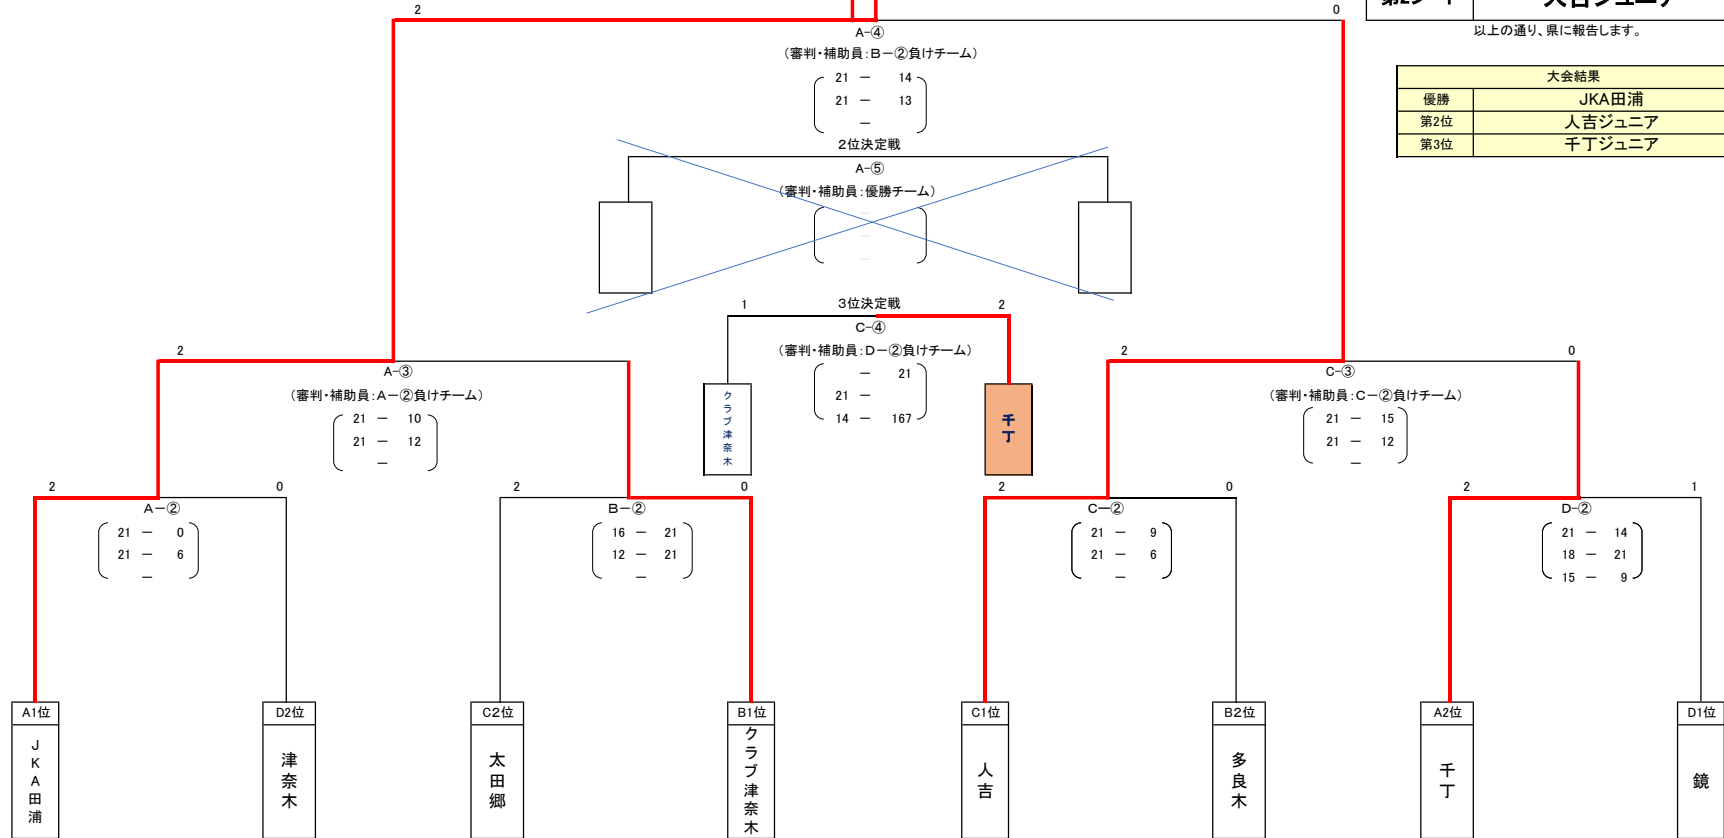 2
0
第2シード 人吉ジュニア
A-④
以上の通り、県に報告します。
（審判・補助員：B－②負けチーム）
21 － 14
21 － 13
－
大会結果
優勝 JKA田浦
第2位 人吉ジュニア
第3位 千丁ジュニア
2位決定戦
A-⑤
（審判・補助員：優勝チーム）
－
－
－
1 3位決定戦 2
C-④
（審判・補助員：D－②負けチーム）
－ 21
21 －
14 － 167
クラブ津奈木
千丁
2
A-③
（審判・補助員：A－②負けチーム）
21 － 10
21 － 12
－
2 0
C-③
（審判・補助員：C－②負けチーム）
21 － 15
21 － 12
－
2 0
A－②
21 － 0
21 － 6
－
2 0
B－②
16 － 21
12 － 21
－
2 0
C－②
21 － 9
21 － 6
－
2 1
D-②
21 － 14
18 － 21
15 － 9
A1位
JKA田浦
D2位
津奈木
C2位
太田郷
B1位
クラブ津奈木
C1位
人吉
B2位
多良木
A2位
千丁
D1位
鏡